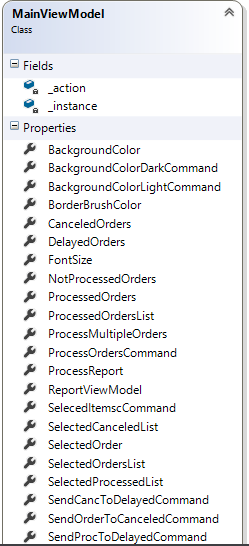 MainViewModel
Class
Fields
_action
_instance
Properties
BackgroundColor
BackgroundColorDarkCommand
BackgroundColorLightCommand
BorderBrushColor
CanceledOrders
DelayedOrders
FontSize
NotProcessedOrders
ProcessedOrders
ProcessedOrdersList
ProcessMultipleOrders
ProcessOrdersCommand
ProcessReport
ReportViewModel
SelecedItemscCommand
SelectedCanceledList
SelectedOrder
SelectedOrdersList
SelectedProcessedList
SendCancToDelayedCommand
SendOrderToCanceledCommand
SendProcToDelayedCommand